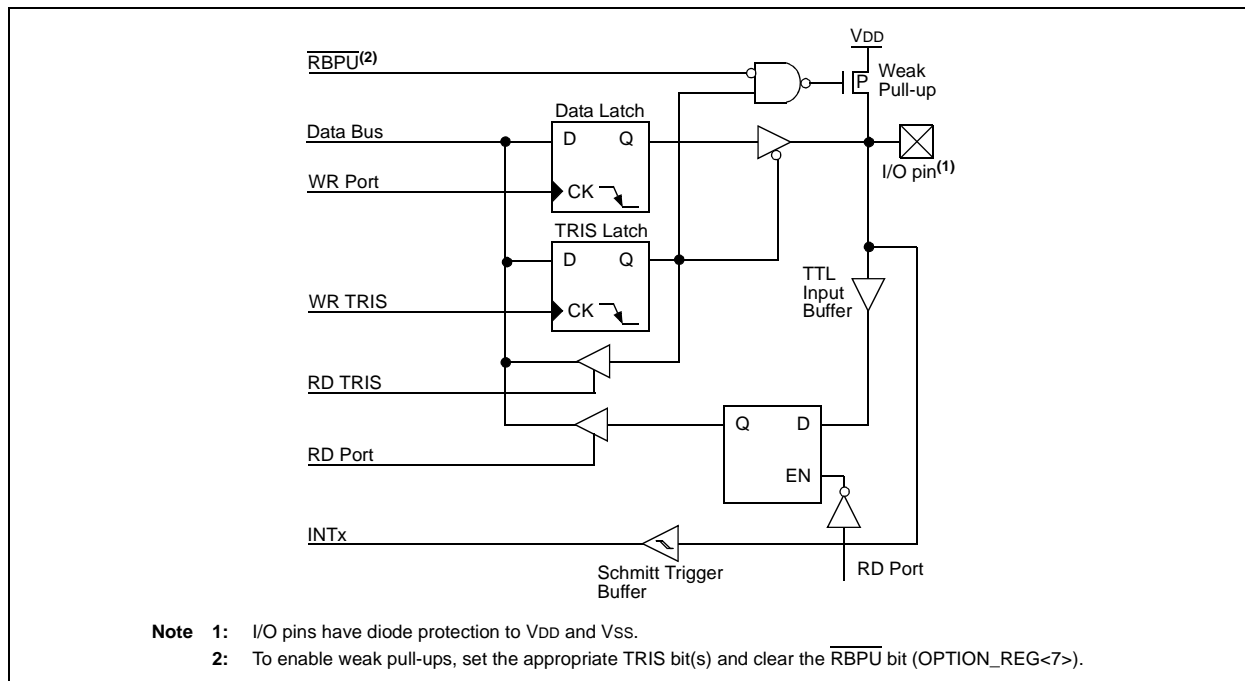 VDD
RBPU(2)
Weak
Pull-up
P
Data Latch
Data Bus
D Q
I/O pin(1)
WR Port
CK
TRIS Latch
D Q
TTL
Input
Buffer
WR TRIS
CK
RD TRIS
Q D
RD Port
EN
INTx
Schmitt Trigger
Buffer
RD Port
Note 1: I/O pins have diode protection to VDD and VSS.
2: To enable weak pull-ups, set the appropriate TRIS bit(s) and clear the RBPU bit (OPTION_REG<7>).